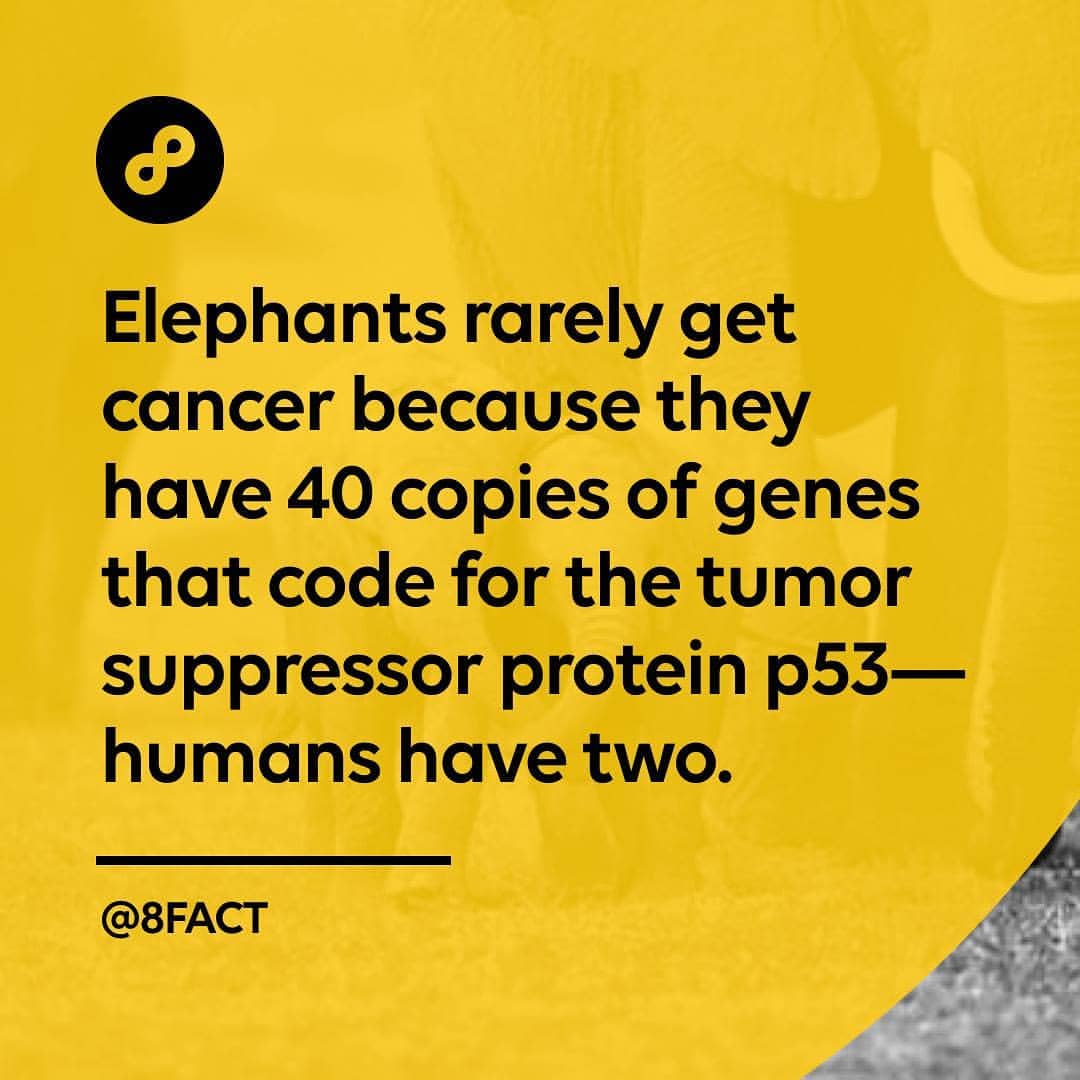 Elephants rarely get
cancer because they
have 40 copies of genes
that code for the tumor
suppressor protein p53—
humans have two.
@8FACT